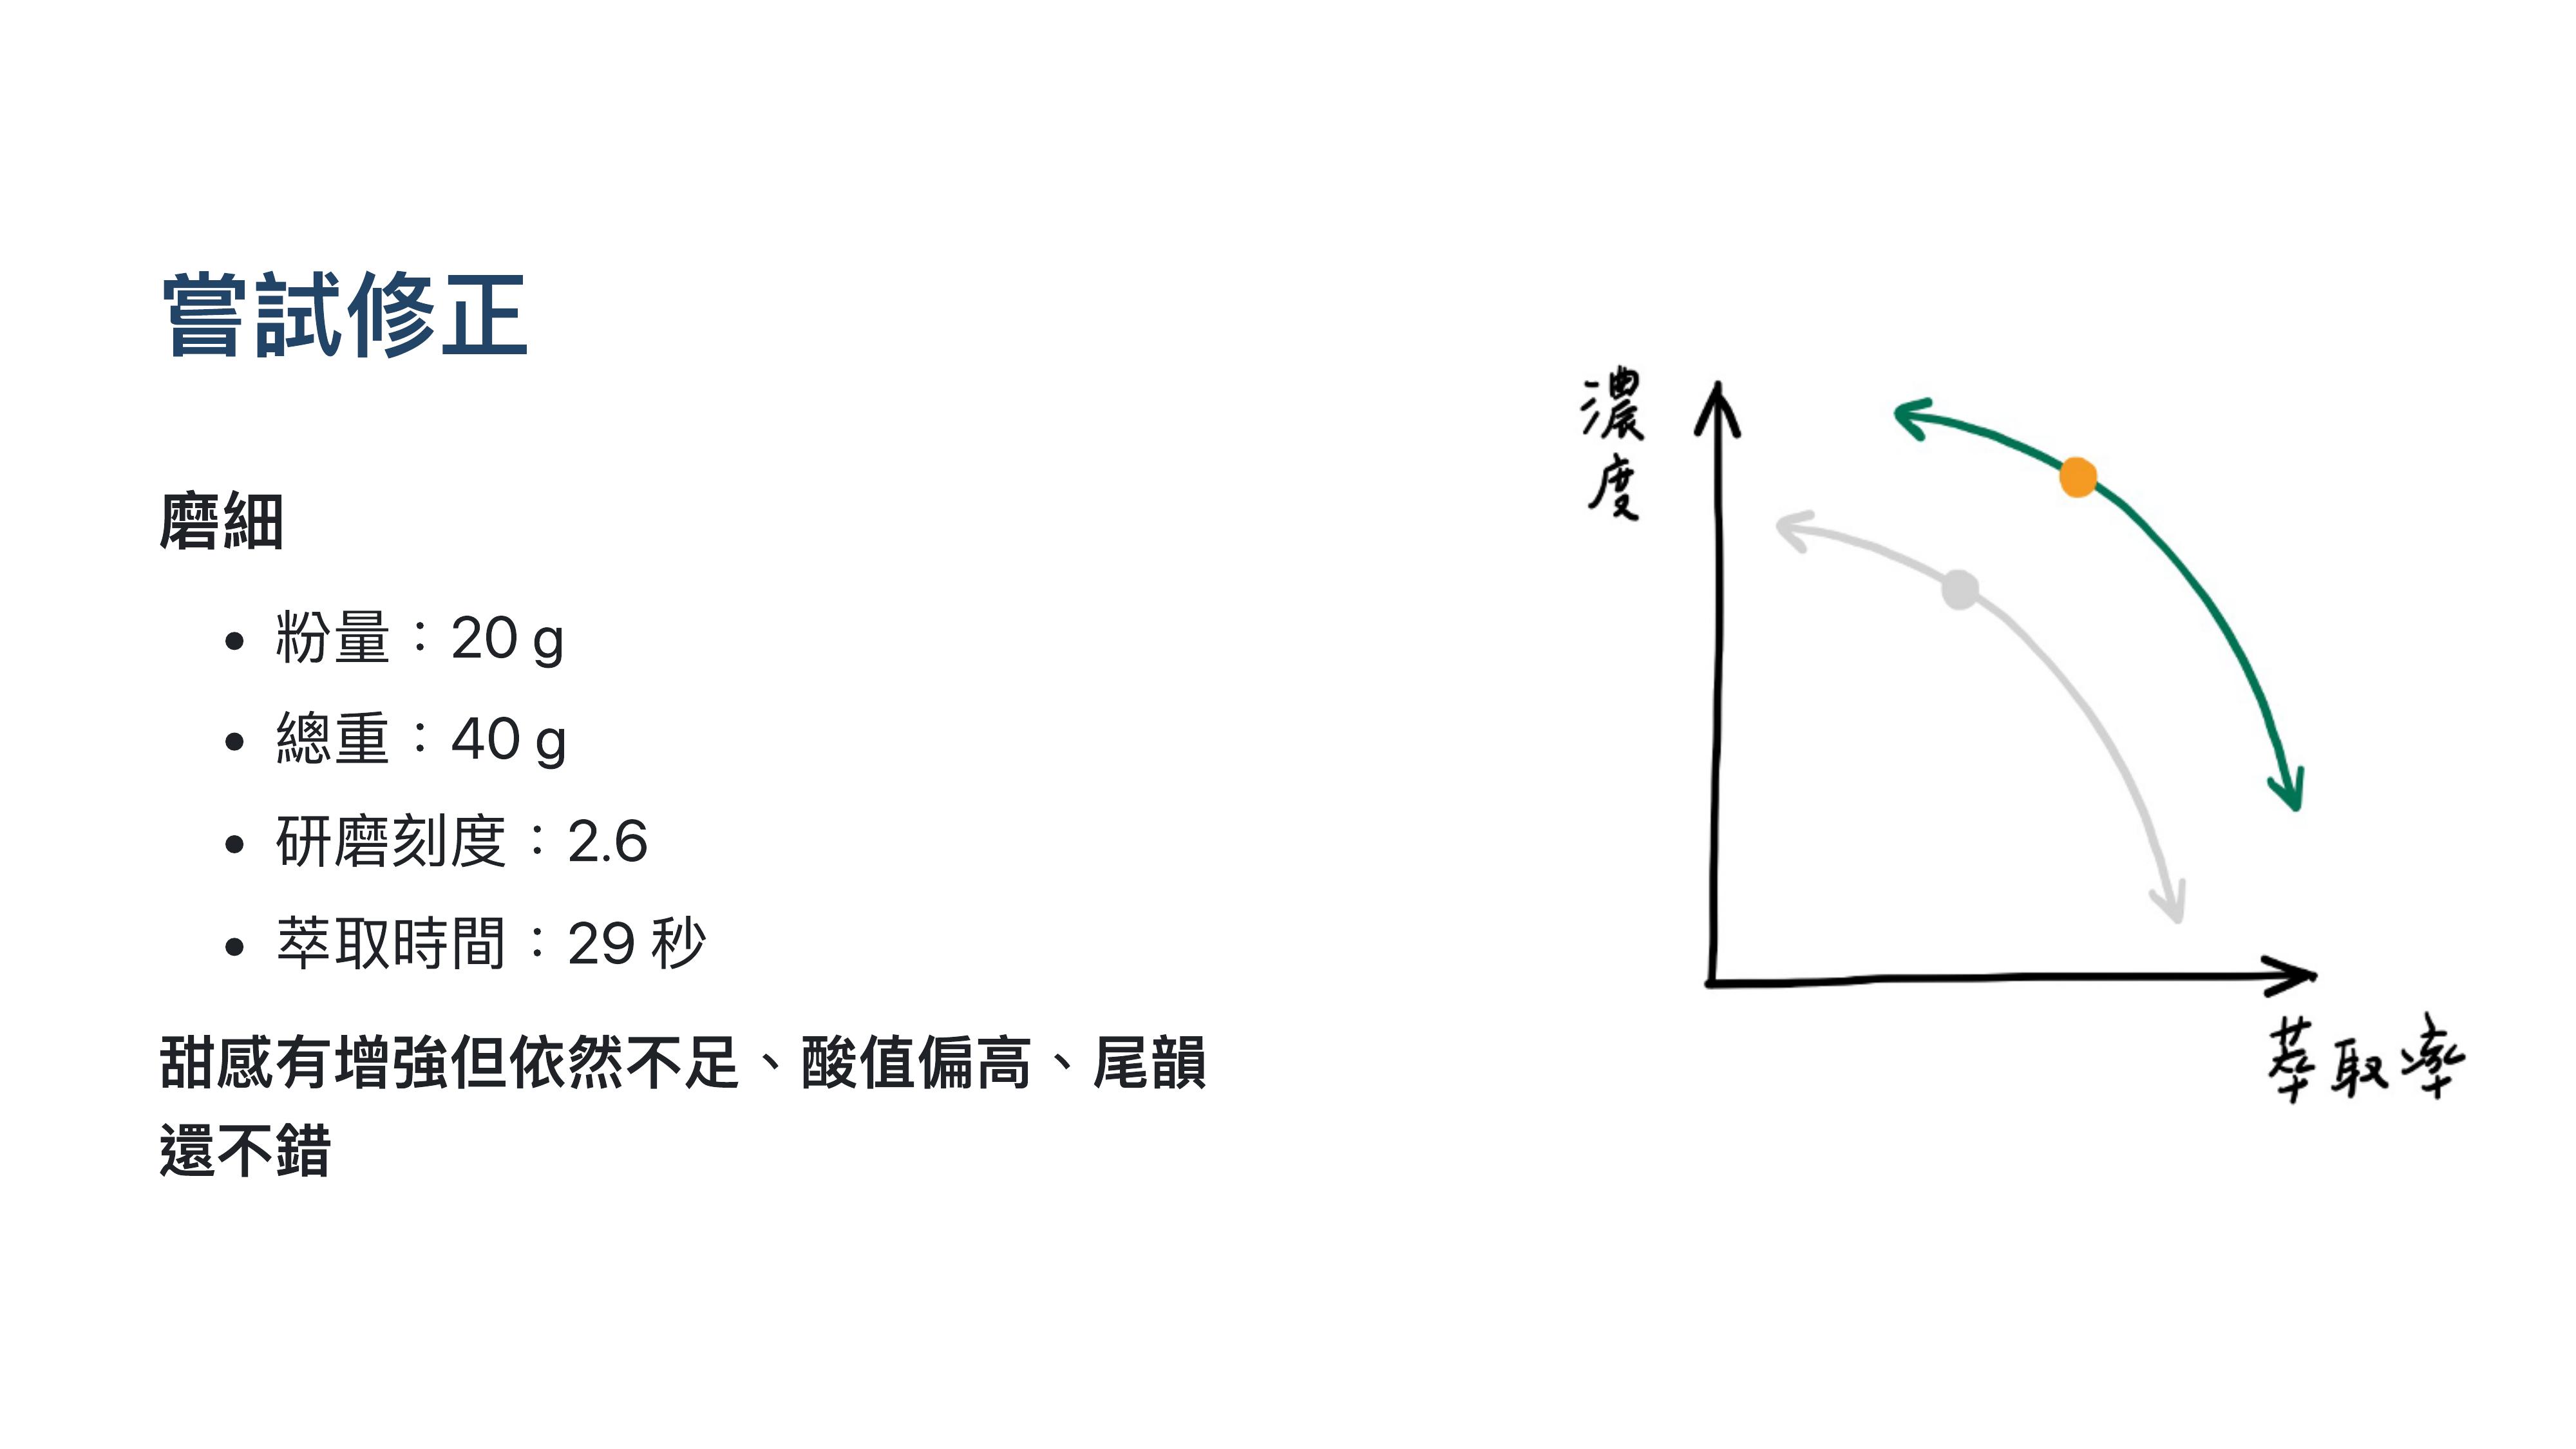 嘗試修正
磨細
• 粉量：20 g
• 總重：40 g
• 研磨刻度：2.6
• 萃取時間：29 秒
甜感有增強但依然不足、酸值偏高、尾韻
還不錯
濃度
萃取率